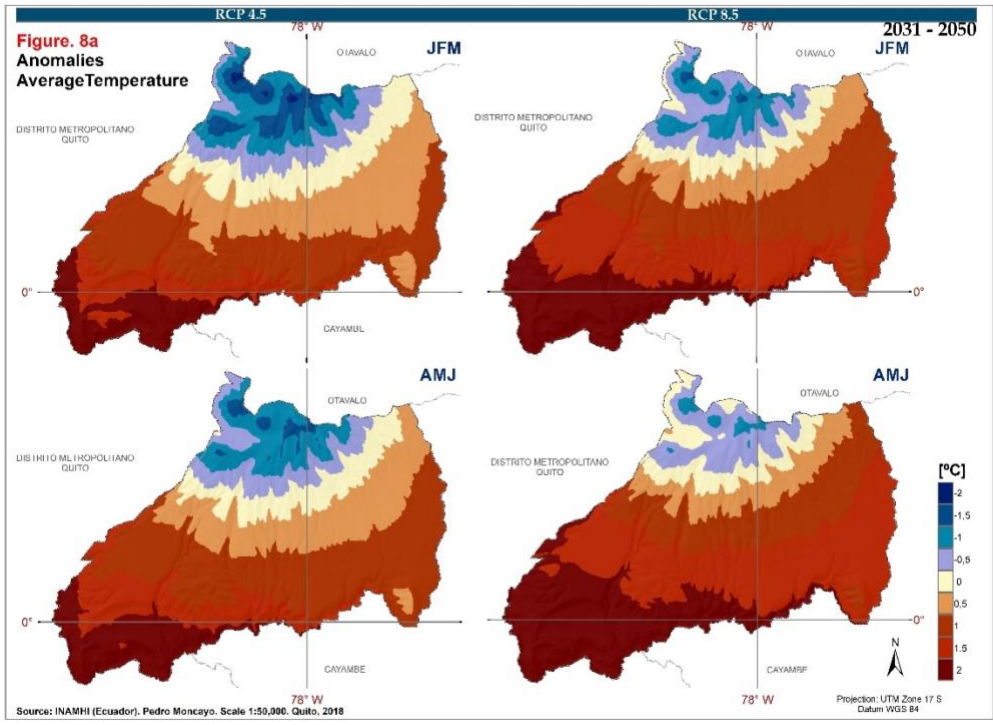 RCP 4.5
RCP 8.5
78° W
78° W
2031 - 2050
Figure. 8a
Anomalies
AverageTemperature
JFM
OTAVALO
DISTRITO METROPOLITANO
QUITO
0°
CAYAMBE
JFM
OTAVALO
DISTRITO METROPOLITANO
QUITO
0°
AMJ
OTAVALO
DISTRITO METROPOLITANO
QUITO
0°
CAYAMBE
78° W
AMJ
OTAVALO
DISTRITO METROPOLITANO
QUITO
0°
CAYAMBE
78° W
[ºC]
-2
-1.5
-1
-0,5
0
0,5
1
1.5
2
N
Source: INAMHI (Ecuador). Pedro Moncayo. Scale 1:50,000. Quito, 2018
Projection: UTM Zone 17 S
Datum WGS 84